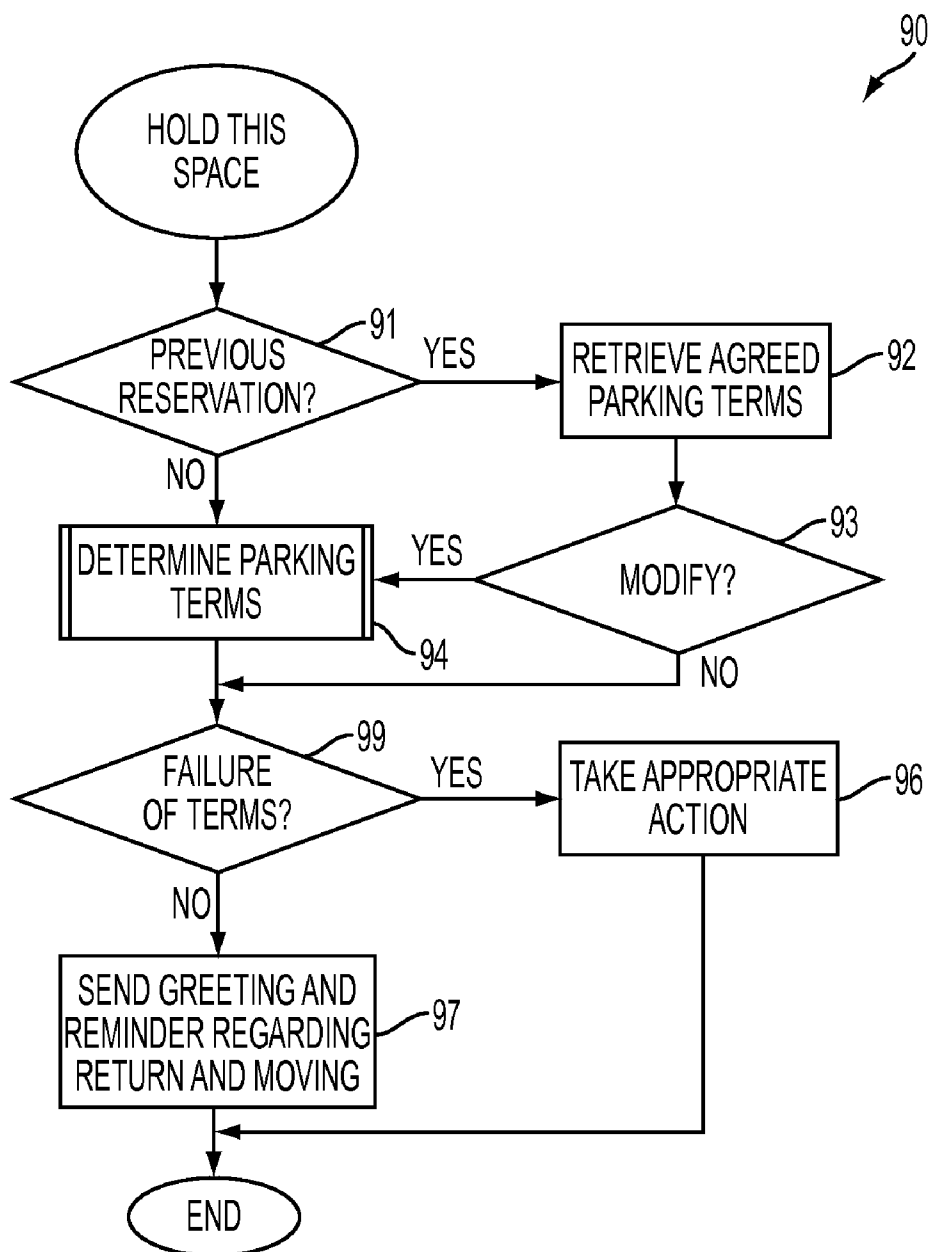 90
HOLD THIS
SPACE
91
PREVIOUS
RESERVATION?
YES
RETRIEVE AGREED
PARKING TERMS
92
NO
93
MODIFY?
YES
DETERMINE PARKING
TERMS
94
NO
99
FAILURE
OF TERMS?
YES
TAKE APPROPRIATE
ACTION
96
NO
SEND GREETING AND
REMINDER REGARDING
RETURN AND MOVING
97
END